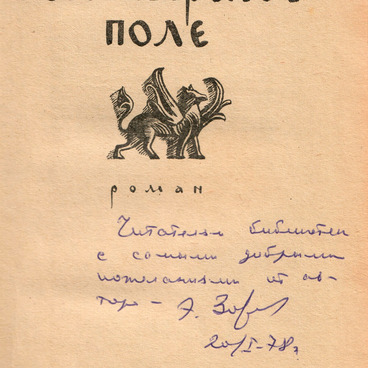 ПОЛЕ
роман
Читателям библиотеки
с самыми добрыми
пожеланиями от ав-
тора –
20/I-78г.